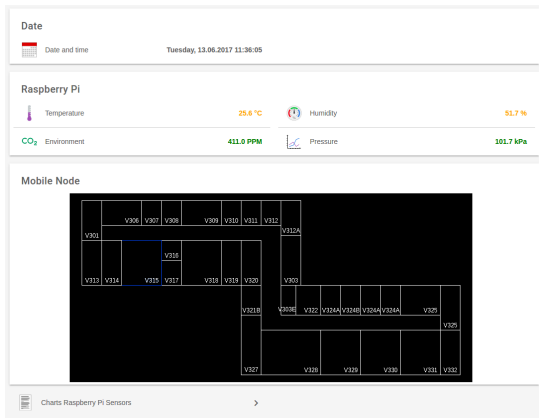 Date
Date and time Tuesday, 13.06.2017 11:36:05
Raspberry Pi
Temperature 25.6 °C Humidity 51.7 %
CO2 Environment 411.0 PPM Pressure 101.7 kPa
Mobile Node
V306 V307 V308 V309 V310 V311 V312
V312A
V301
V316
V313 V314 V315 V317 V318 V319 V320 V303
V321B V303E V322 V324A V324B V324A V324A V325
V325
V327 V328 V329 V330 V331 V332
Charts Raspberry Pi Sensors